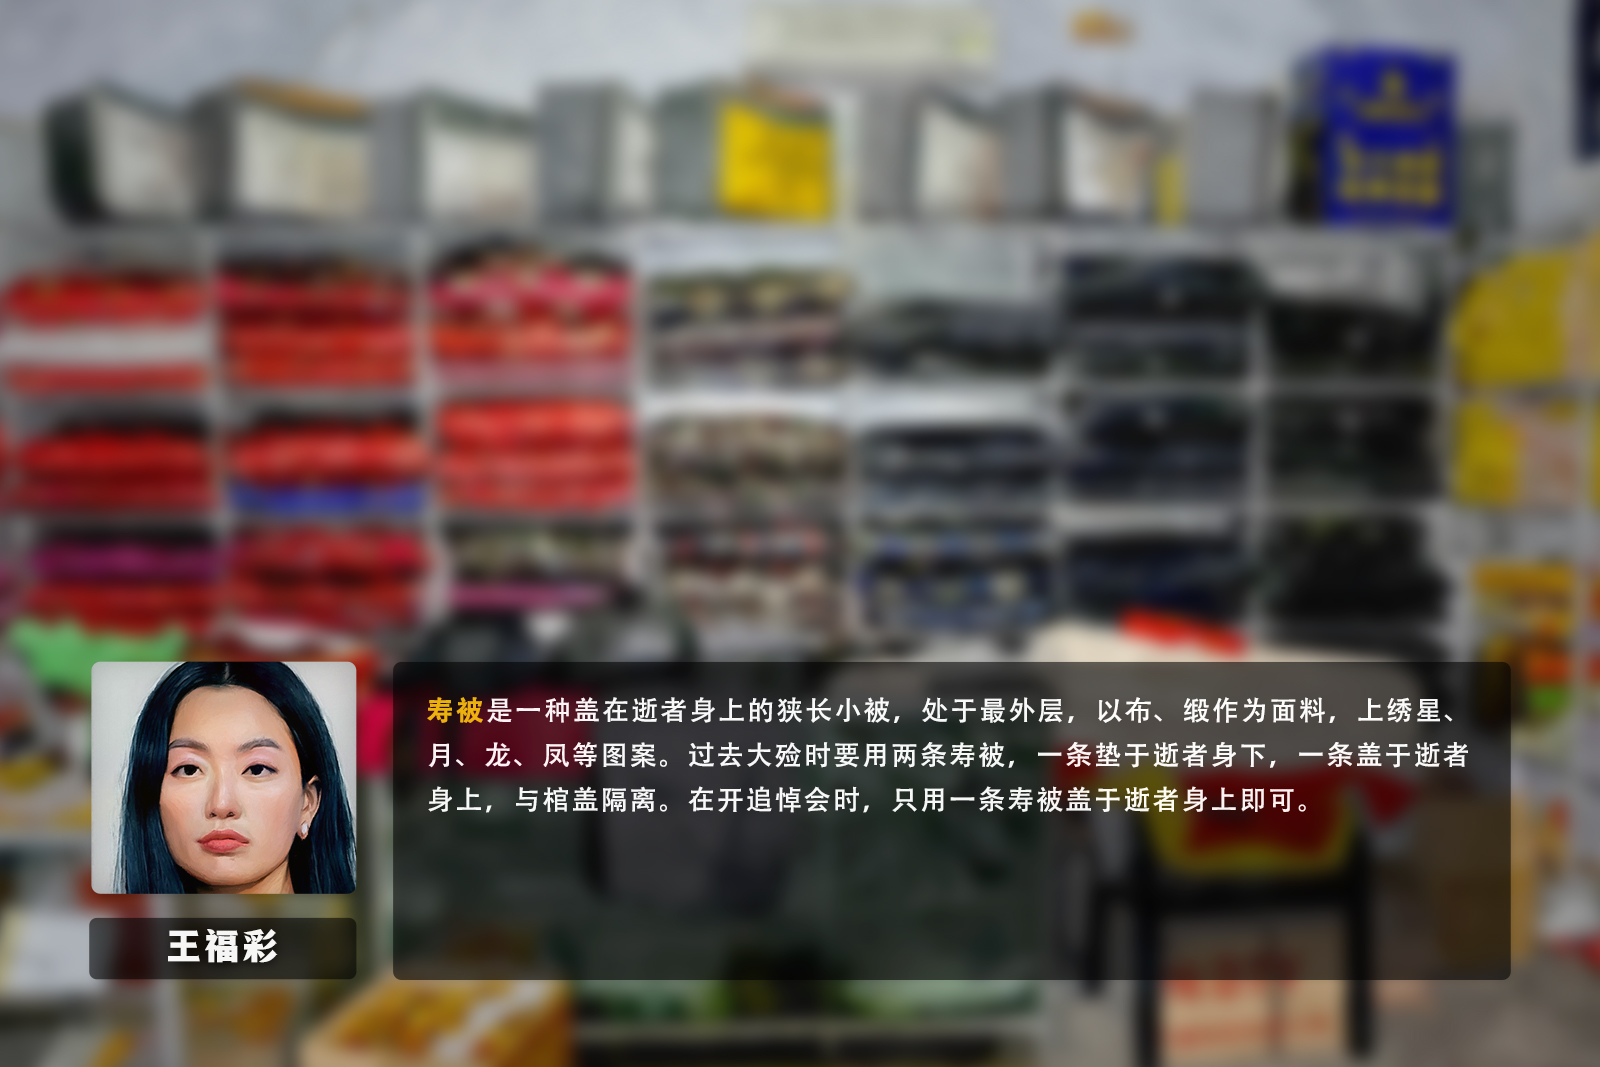 寿被是一种盖在逝者身上的狭长小被，处于最外层，以布、缎作为面料，上绣星、
月、龙、凤等图案。过去大殓时要用两条寿被，一条垫于逝者身下，一条盖于逝者
身上，与棺盖隔离。在开追悼会时，只用一条寿被盖于逝者身上即可。
王福彩